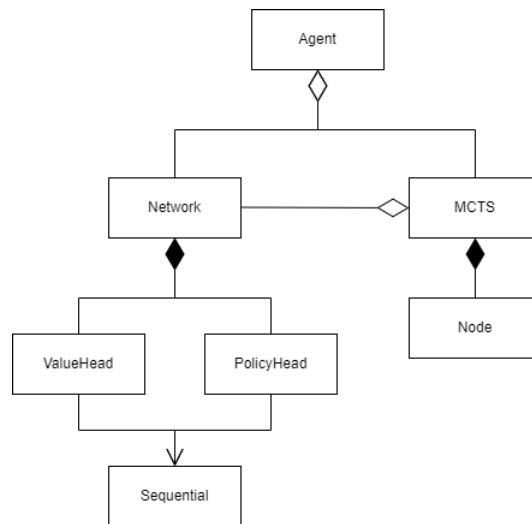 Agent
Network
MCTS
Node
ValueHead
PolicyHead
Sequential